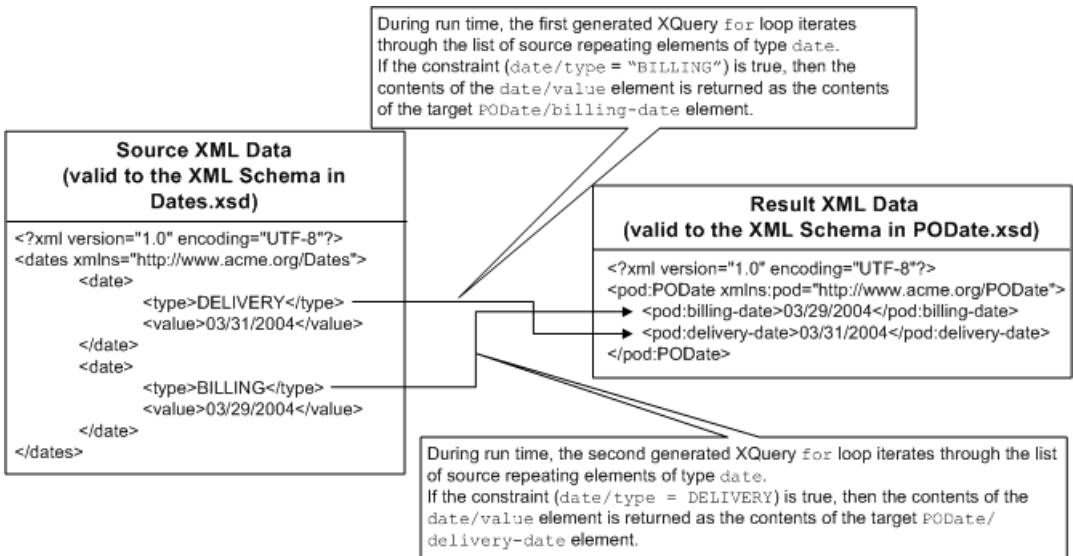 During run time, the first generated XQuery for loop iterates
through the list of source repeating elements of type date.
If the constraint (date/type = “BILLING”) is true, then the
contents of the date/value element is returned as the contents
of the target PODate/billing-date element.
Source XML Data
(valid to the XML Schema in
Dates.xsd)
<?xml version="1.0" encoding="UTF-8"?>
<dates xmlns="http://www.acme.org/Dates">
<date>
<type>DELIVERY</type>
<value>03/31/2004</value>
</date>
<date>
<type>BILLING</type>
<value>03/29/2004</value>
</date>
</dates>
Result XML Data
(valid to the XML Schema in PODate.xsd)
<?xml version="1.0" encoding="UTF-8"?>
<pod:PODate xmlns:pod="http://www.acme.org/PODate">
<pod:billing-date>03/29/2004</pod:billing-date>
<pod:delivery-date>03/31/2004</pod:delivery-date>
</pod:PODate>
During run time, the second generated XQuery for loop iterates through the list
of source repeating elements of type date.
If the constraint (date/type = DELIVERY) is true, then the contents of the
date/value element is returned as the contents of the target PODate/
delivery-date element.